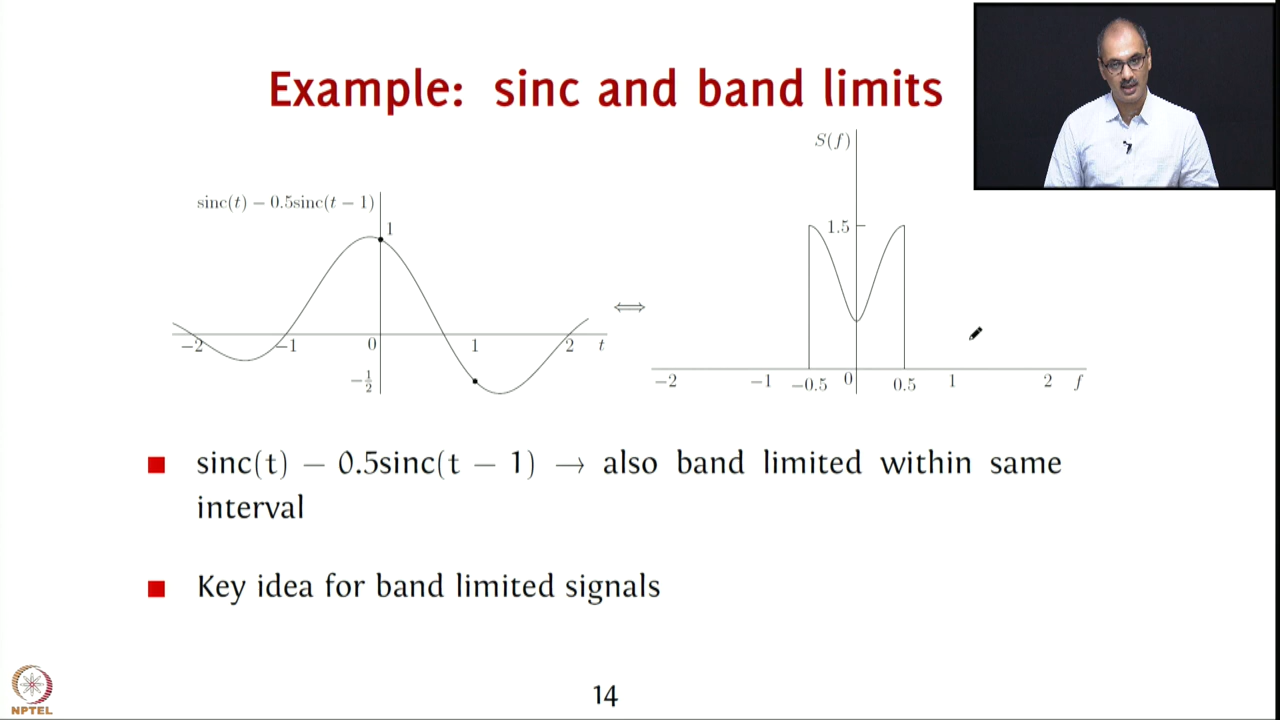 Example: sinc and band limits
sinc(t) − 0.5sinc(t − 1)
1
−2
−1
0
1
2
t
−1/2
⟺
S(f)
1.5
−2
−1
−0.5
0
0.5
1
2
f
sinc(t) − 0.5sinc(t − 1) → also band limited within same
interval
Key idea for band limited signals
NPTEL
14